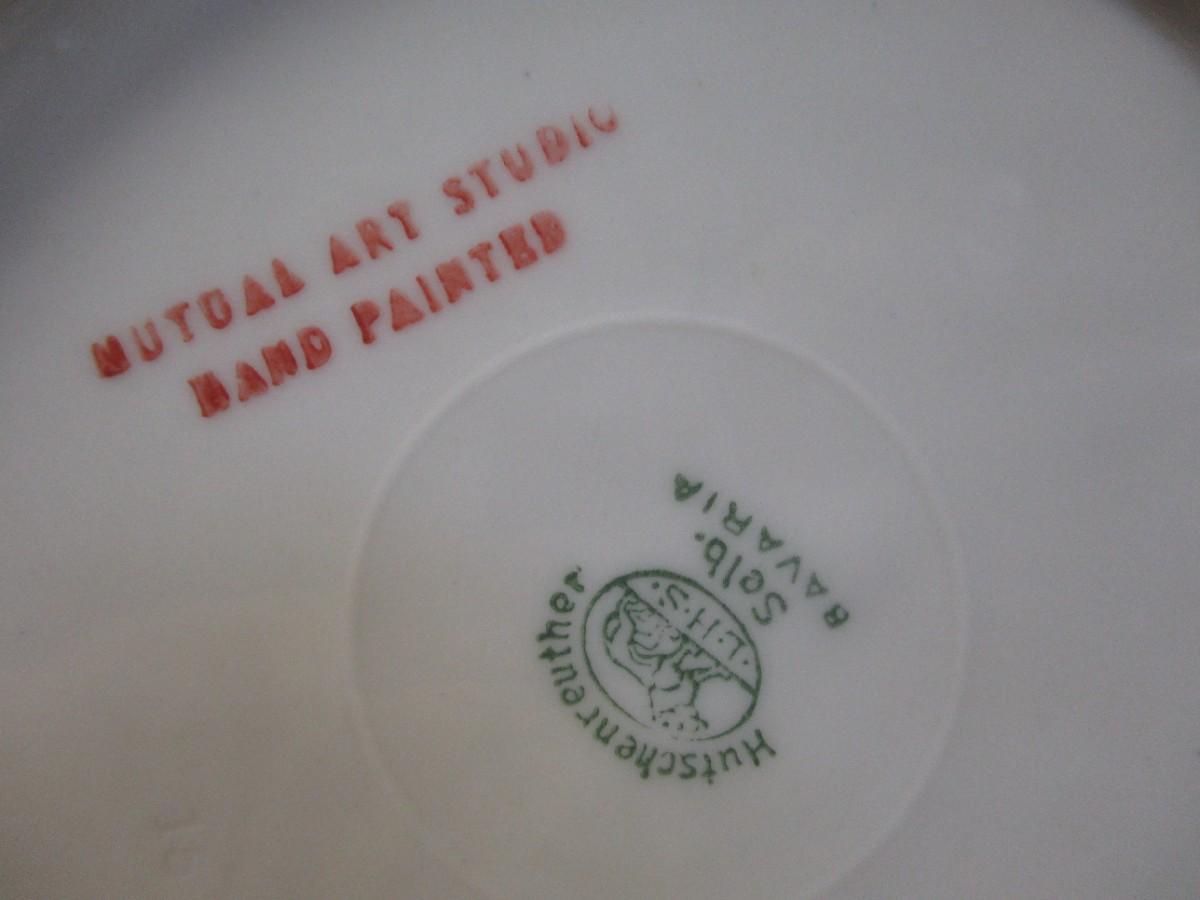 MUTUAL ART STUDIO
HAND PAINTED
Hutschenreuther
L.H.S.
Selb.
BAVARIA